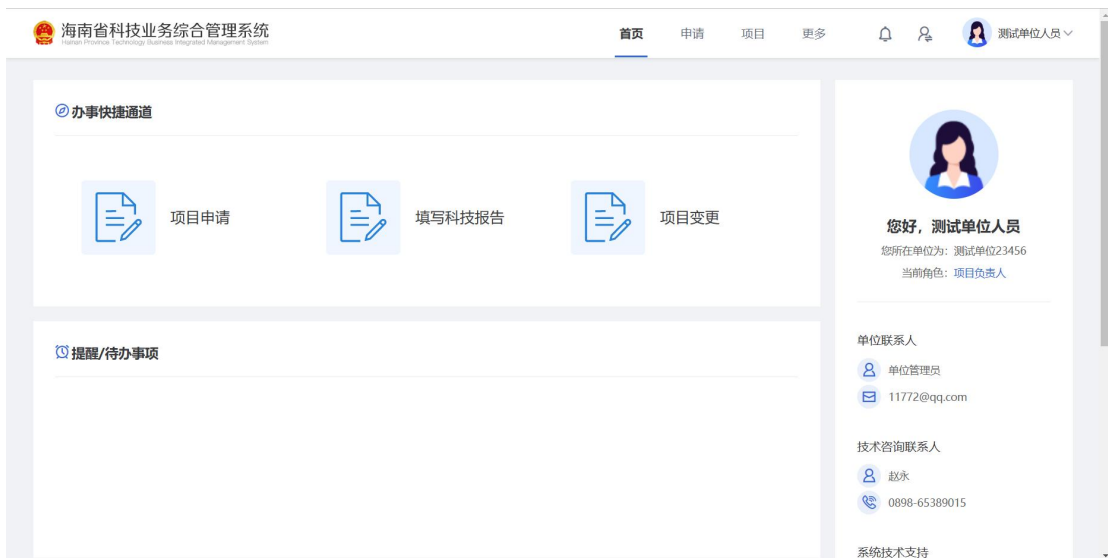 海南省科技业务综合管理系统
Hainan Province Technology Business Integrated Management System
首页 申请 项目 更多 测试单位人员
办事快捷通道
项目申请 填写科技报告 项目变更
提醒/待办事项
您好，测试单位人员
您所在单位为：测试单位23456
当前角色：项目负责人
单位联系人
单位管理员
11772@qq.com
技术咨询联系人
赵永
0898-65389015
系统技术支持